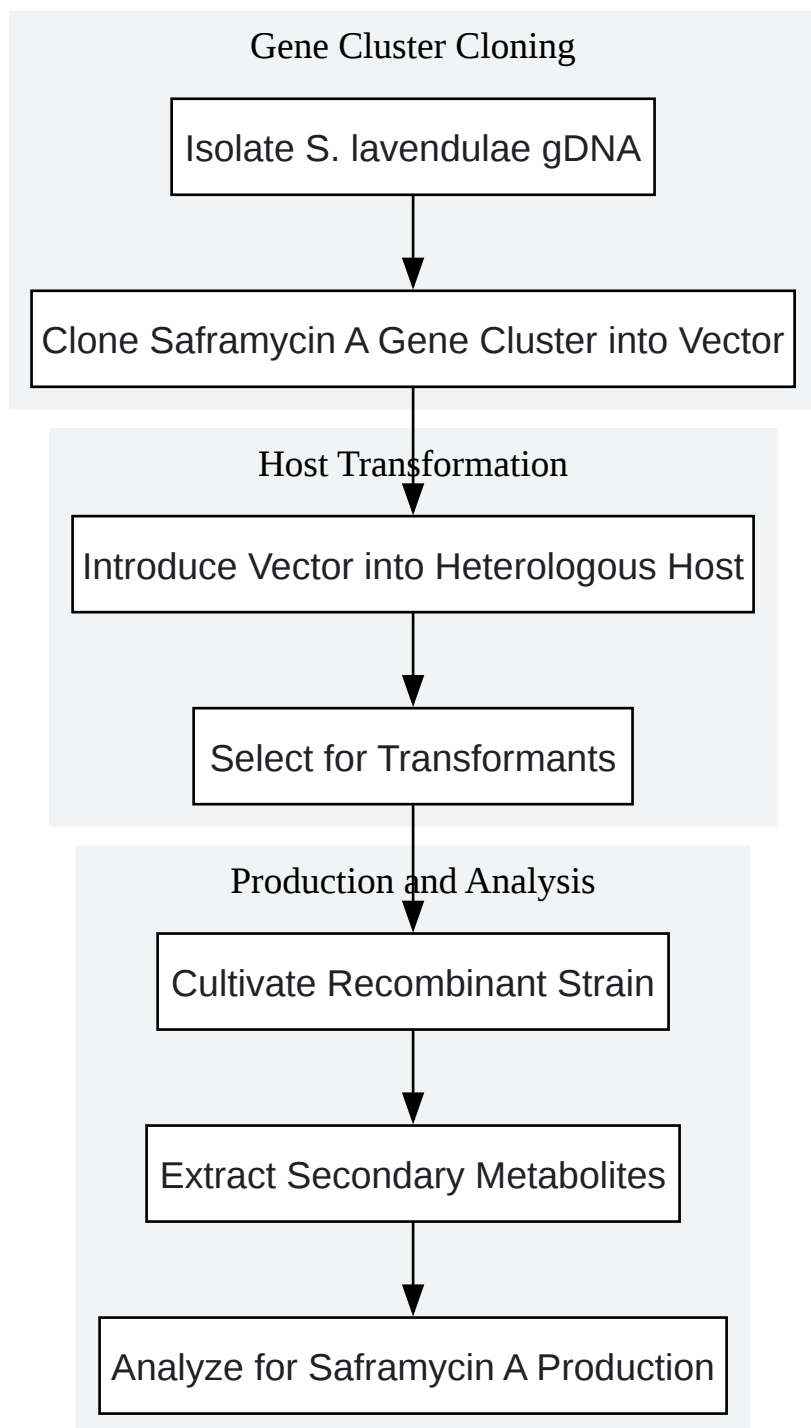 Gene Cluster Cloning
Isolate S. lavendulae gDNA
Clone Saframycin A Gene Cluster into Vector
Host Transformation
Introduce Vector into Heterologous Host
Select for Transformants
Production and Analysis
Cultivate Recombinant Strain
Extract Secondary Metabolites
Analyze for Saframycin A Production